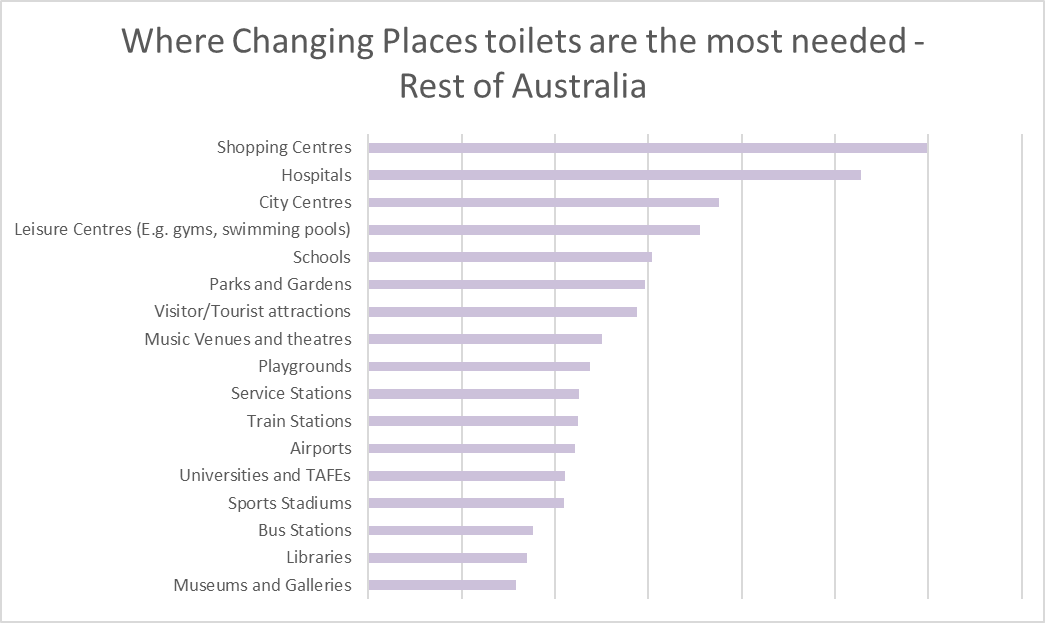 Where Changing Places toilets are the most needed -
Rest of Australia
Shopping Centres
Hospitals
City Centres
Leisure Centres (E.g. gyms, swimming pools)
Schools
Parks and Gardens
Visitor/Tourist attractions
Music Venues and theatres
Playgrounds
Service Stations
Train Stations
Airports
Universities and TAFEs
Sports Stadiums
Bus Stations
Libraries
Museums and Galleries